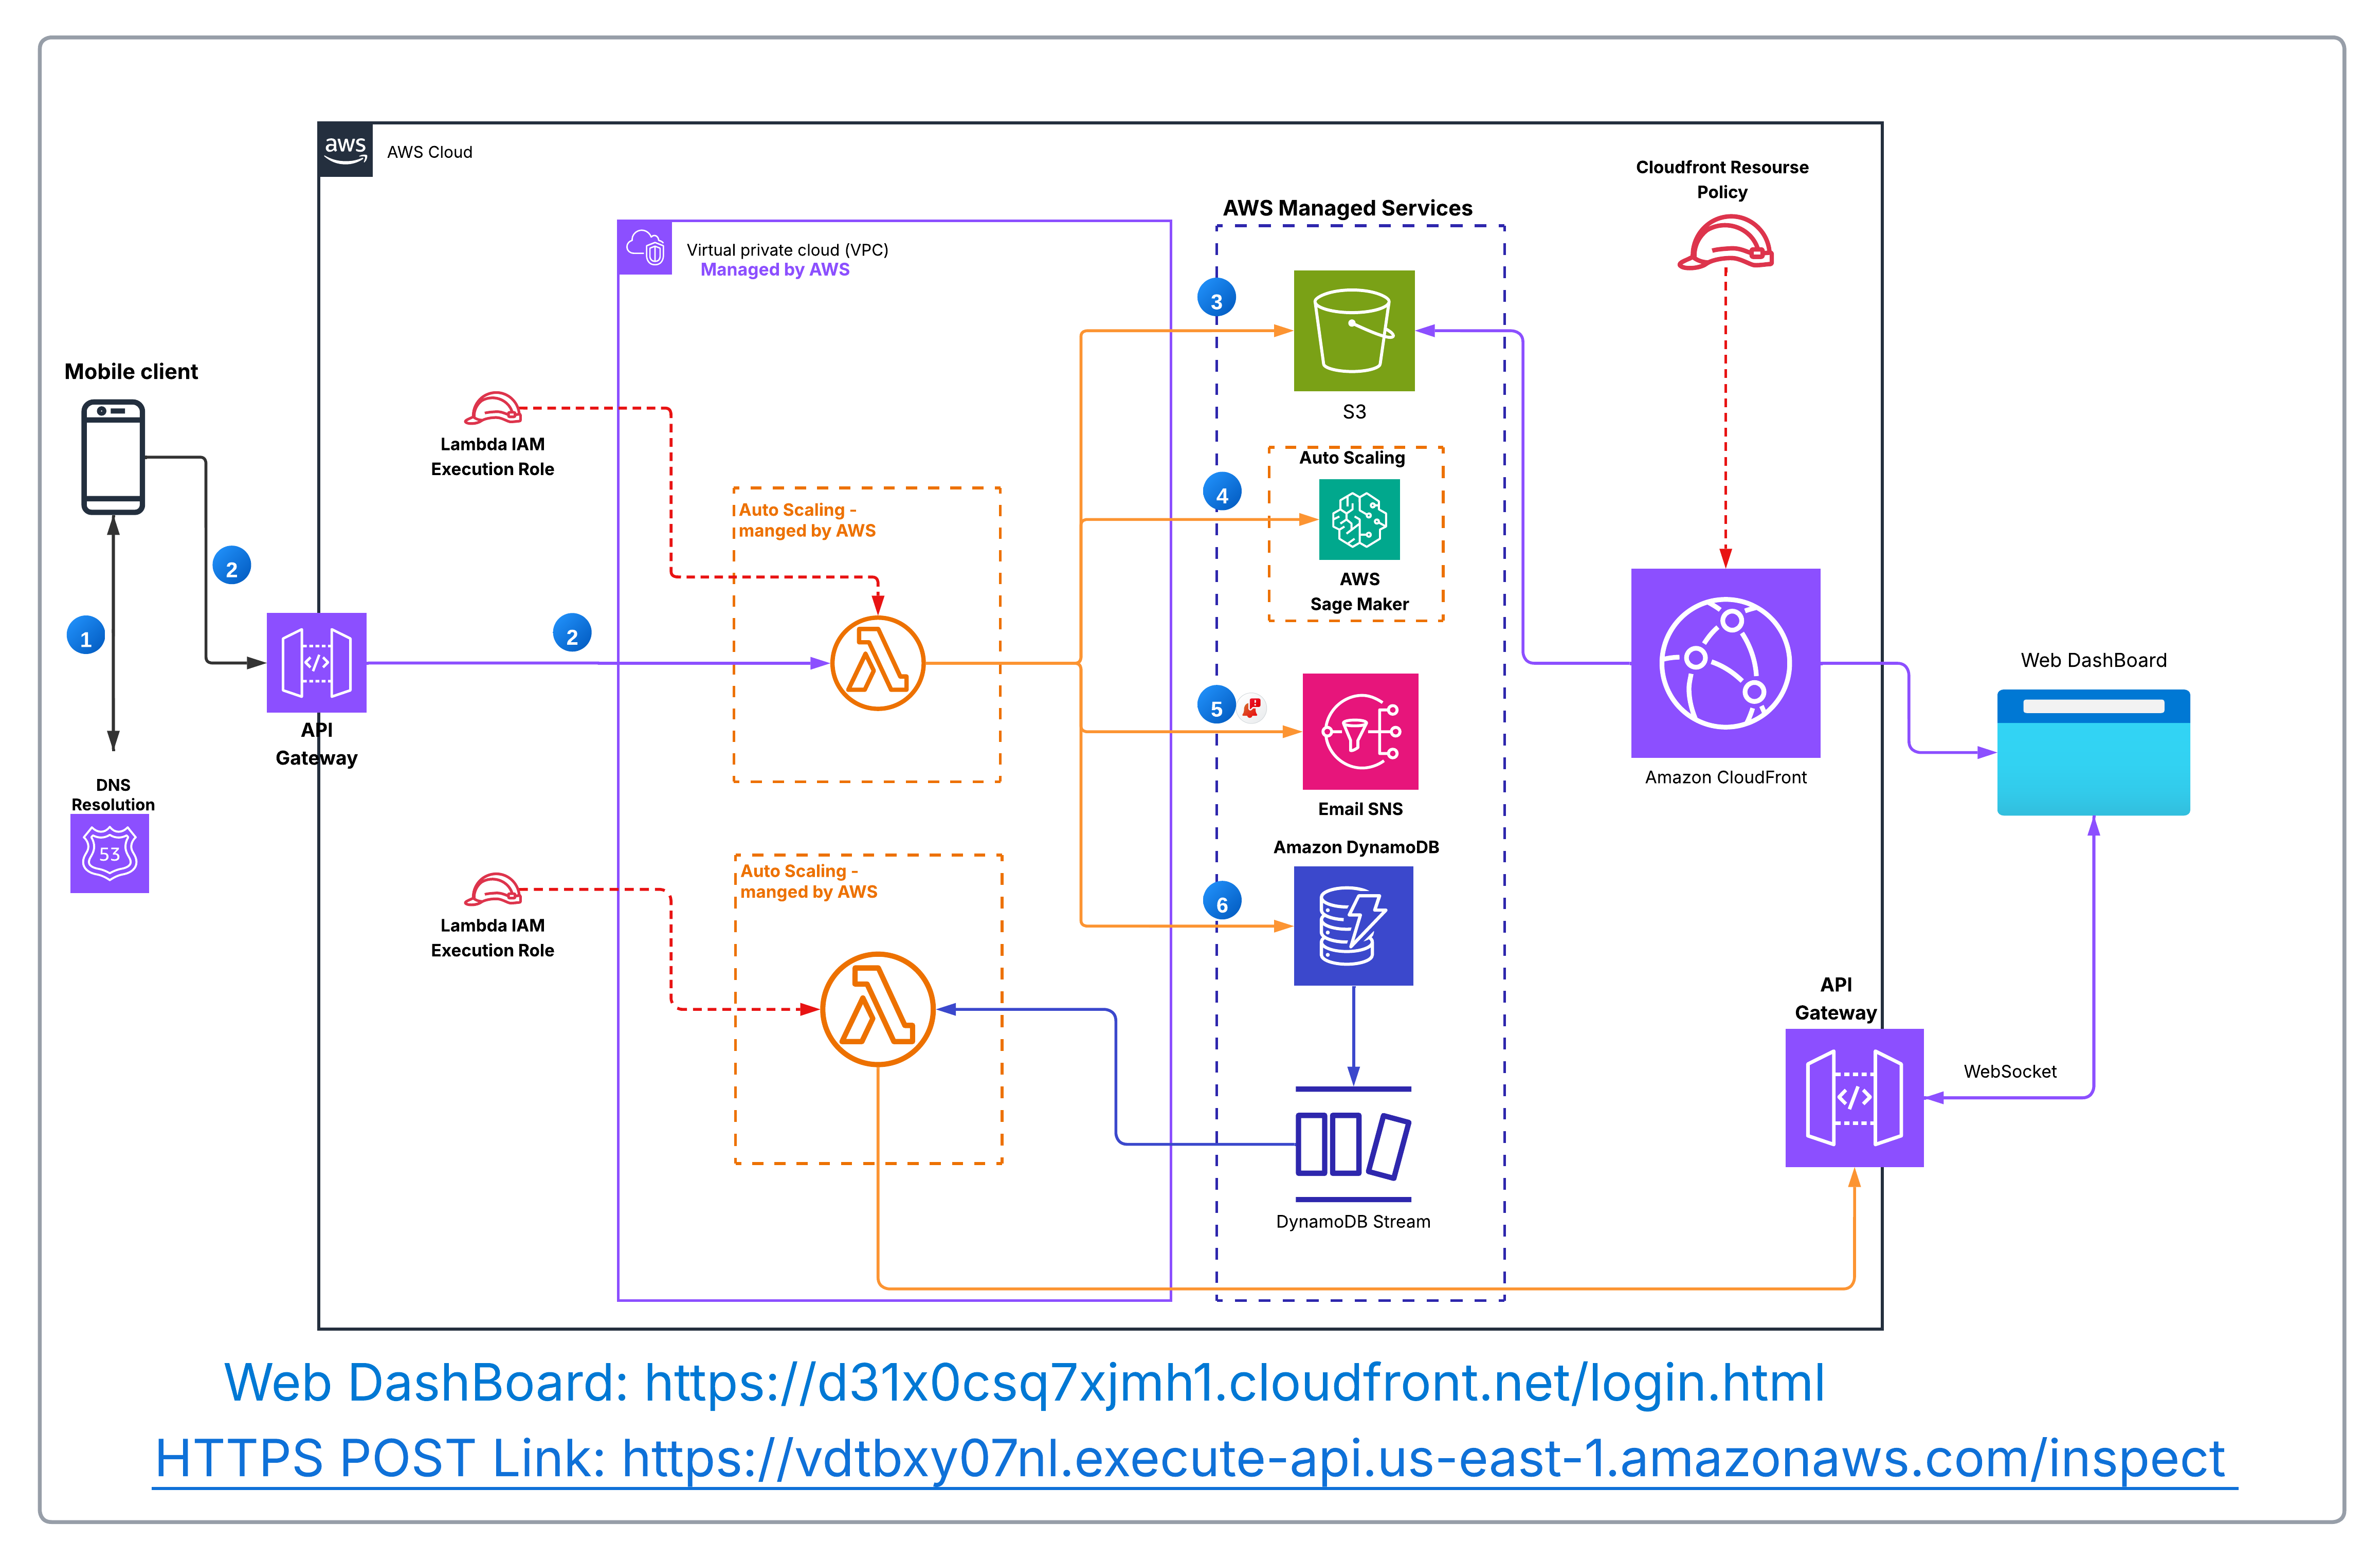 aws
AWS Cloud
Cloudfront Resourse
Policy
AWS Managed Services
Virtual private cloud (VPC)
Managed by AWS
3
Mobile client
S3
Lambda IAM
Execution Role
Auto Scaling
4
Auto Scaling -
manged by AWS
AWS
Sage Maker
2
1
2
</>
API
Gateway
Web DashBoard
5
Email SNS
Amazon CloudFront
DNS
Resolution
53
Amazon DynamoDB
Auto Scaling -
manged by AWS
6
Lambda IAM
Execution Role
API
Gateway
</>
WebSocket
DynamoDB Stream
Web DashBoard: https://d31x0csq7xjmh1.cloudfront.net/login.html
HTTPS POST Link: https://vdtbxy07nl.execute-api.us-east-1.amazonaws.com/inspect